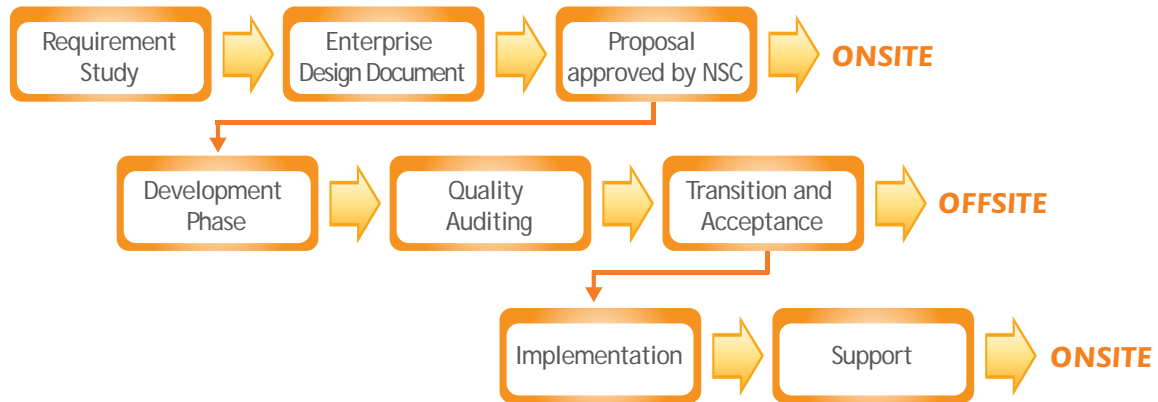 Requirement
Study
Enterprise
Design Document
Proposal
approved by NSC
ONSITE
Development
Phase
Quality
Auditing
Transition and
Acceptance
OFFSITE
Implementation
Support
ONSITE